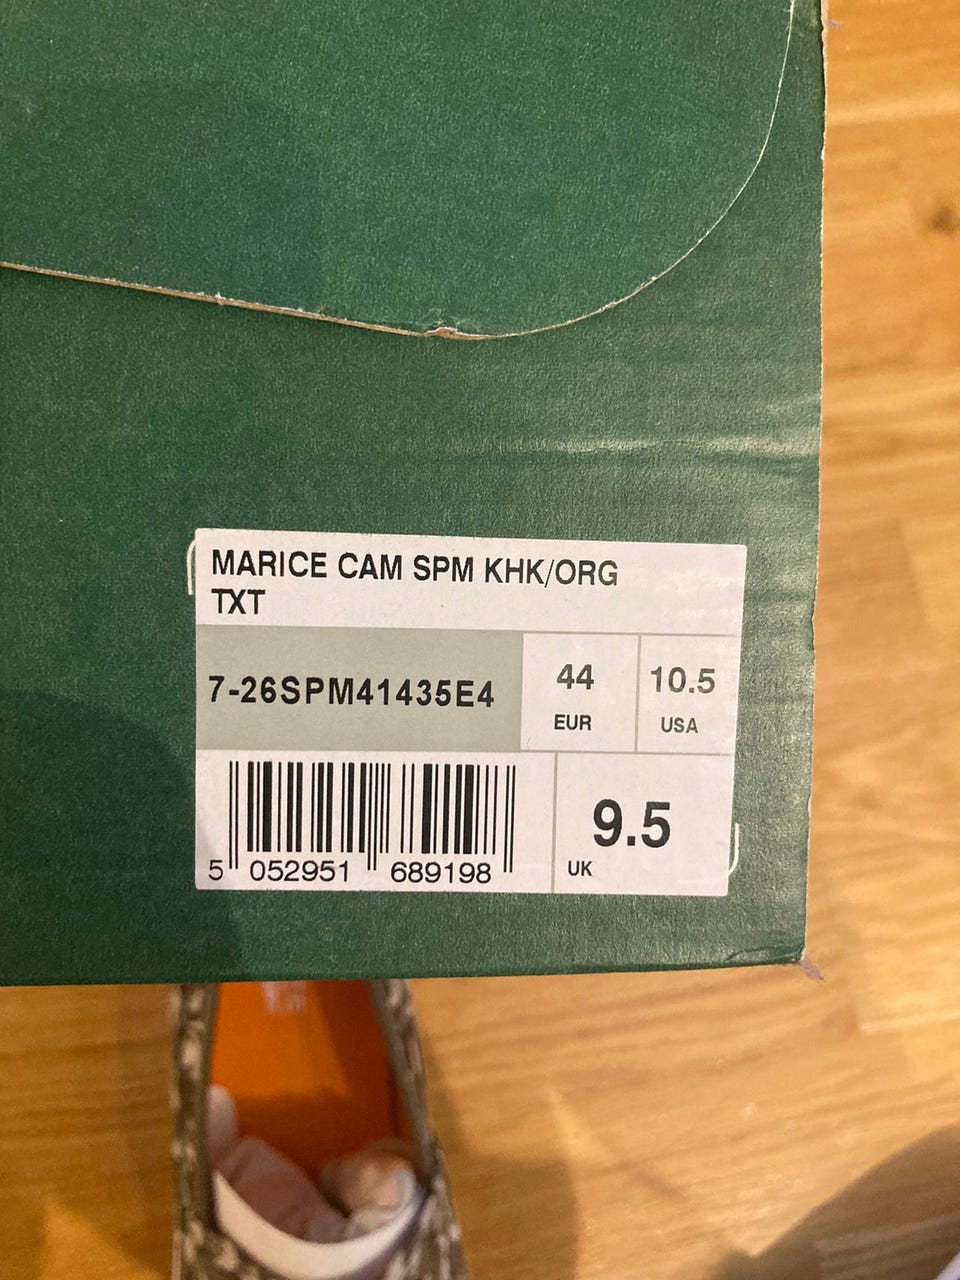 MARICE CAM SPM KHK/ORG
TXT
7-26SPM41435E4
44
EUR
10.5
USA
5 052951 689198
9.5
UK